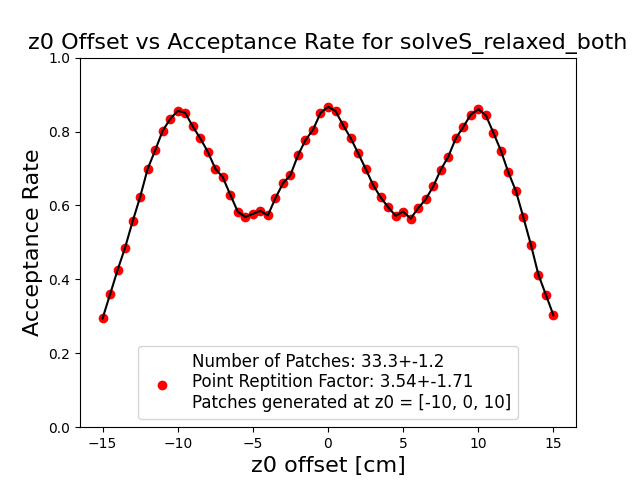 z0 Offset vs Acceptance Rate for solveS_relaxed_both
1.0
0.8
0.6
0.4
0.2
0.0
Acceptance Rate
Number of Patches: 33.3+-1.2
Point Reptition Factor: 3.54+-1.71
Patches generated at z0 = [-10, 0, 10]
−15 −10 −5 0 5 10 15
z0 offset [cm]